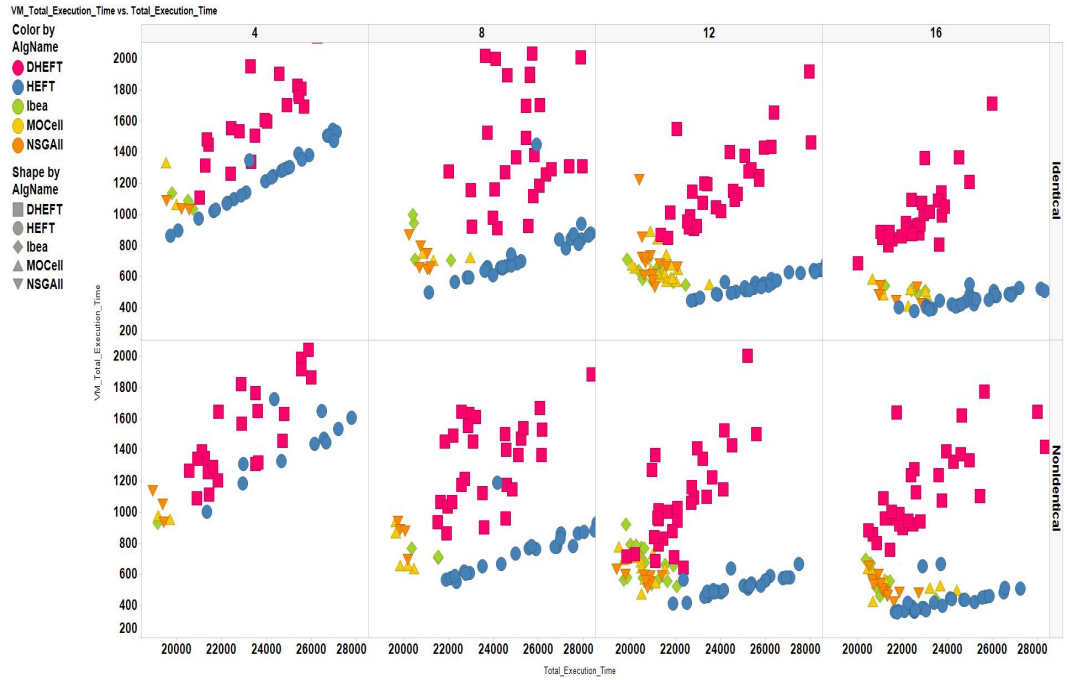 VM_Total_Execution_Time vs. Total_Execution_Time
Color by
AlgName
DHEFT
HEFT
Ibea
MOCell
NSGAII
Shape by
AlgName
DHEFT
HEFT
Ibea
MOCell
NSGAII
4 8 12 16
VM_Total_Execution_Time
2000
1800
1600
1400
1200
1000
800
600
400
200
Identical
2000
1800
1600
1400
1200
1000
800
600
400
200
NonIdentical
20000 22000 24000 26000 28000 20000 22000 24000 26000 28000 20000 22000 24000 26000 28000 20000 22000 24000 26000 28000
Total_Execution_Time